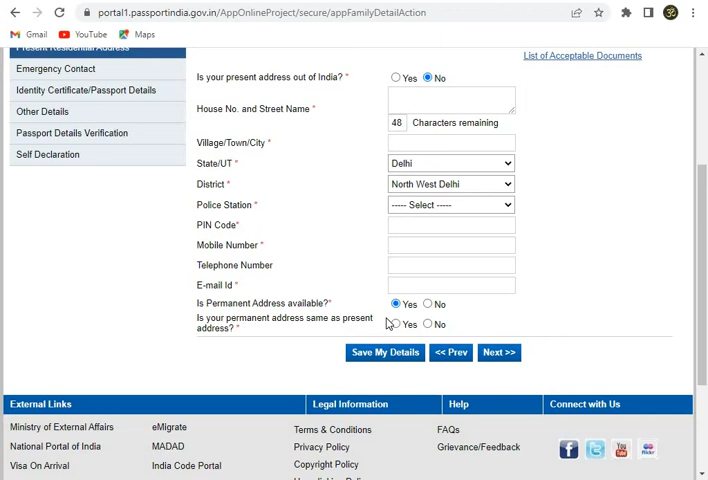 portal1.passportindia.gov.in/AppOnlineProject/secure/appFamilyDetailAction
Gmail YouTube Maps
Present Residential Address
Emergency Contact
Identity Certificate/Passport Details
Other Details
Passport Details Verification
Self Declaration
List of Acceptable Documents
Is your present address out of India? * Yes No
House No. and Street Name *
48 Characters remaining
Village/Town/City *
State/UT * Delhi
District * North West Delhi
Police Station * ----- Select -----
PIN Code*
Mobile Number *
Telephone Number
E-mail Id *
Is Permanent Address available?* Yes No
Is your permanent address same as present
address? * Yes No
Save My Details << Prev Next >>
External Links Legal Information Help Connect with Us
Ministry of External Affairs eMigrate Terms & Conditions FAQs
National Portal of India MADAD Privacy Policy Grievance/Feedback
Visa On Arrival India Code Portal Copyright Policy
You
Tube
flickr